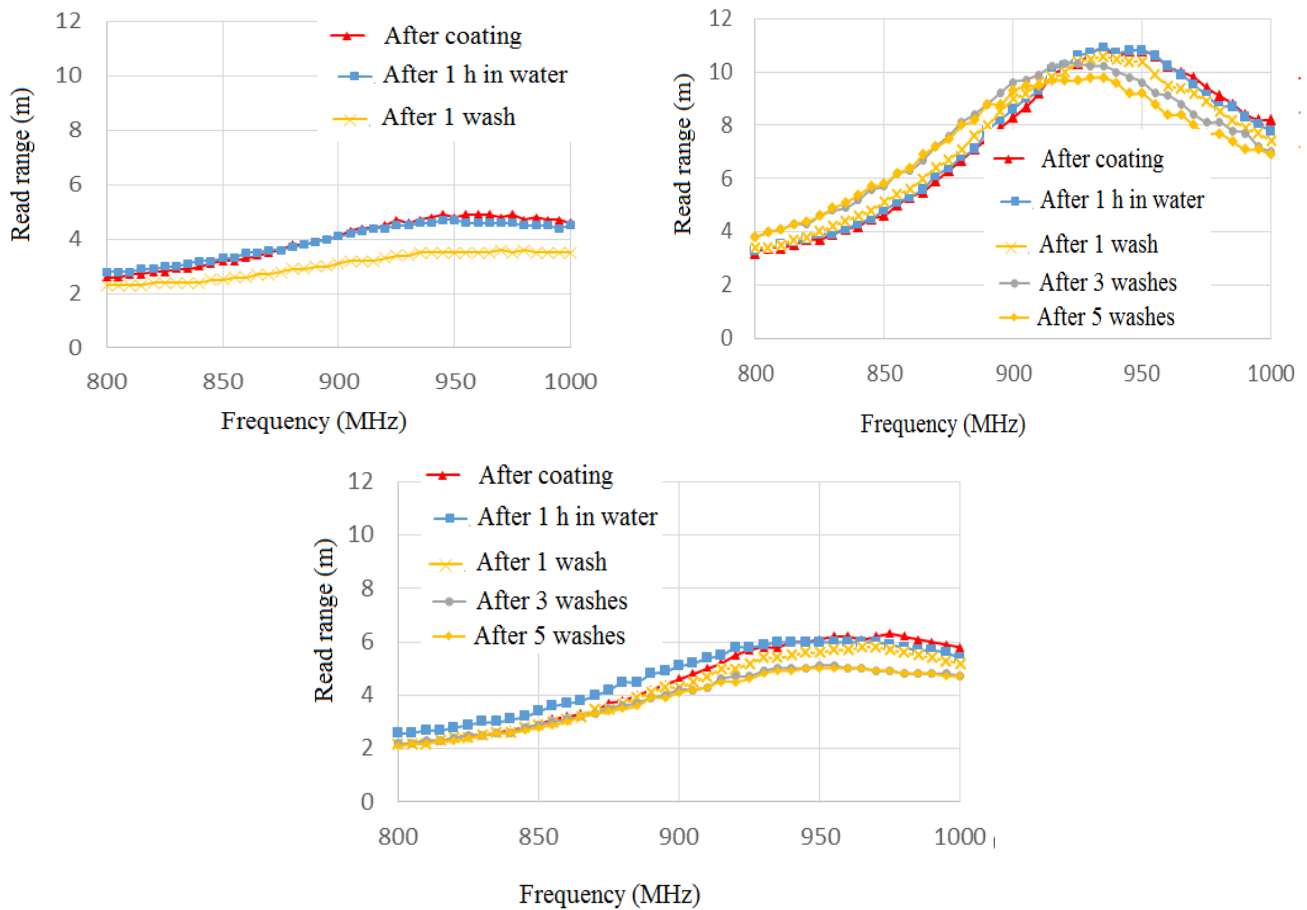 12
10
8
6
4
2
0
Read range (m)
After coating
After 1 h in water
After 1 wash
800 850 900 950 1000
Frequency (MHz)
12
10
8
6
4
2
0
Read range (m)
After coating
After 1 h in water
After 1 wash
After 3 washes
After 5 washes
800 850 900 950 1000
Frequency (MHz)
12
10
8
6
4
2
0
Read range (m)
After coating
After 1 h in water
After 1 wash
After 3 washes
After 5 washes
800 850 900 950 1000
Frequency (MHz)